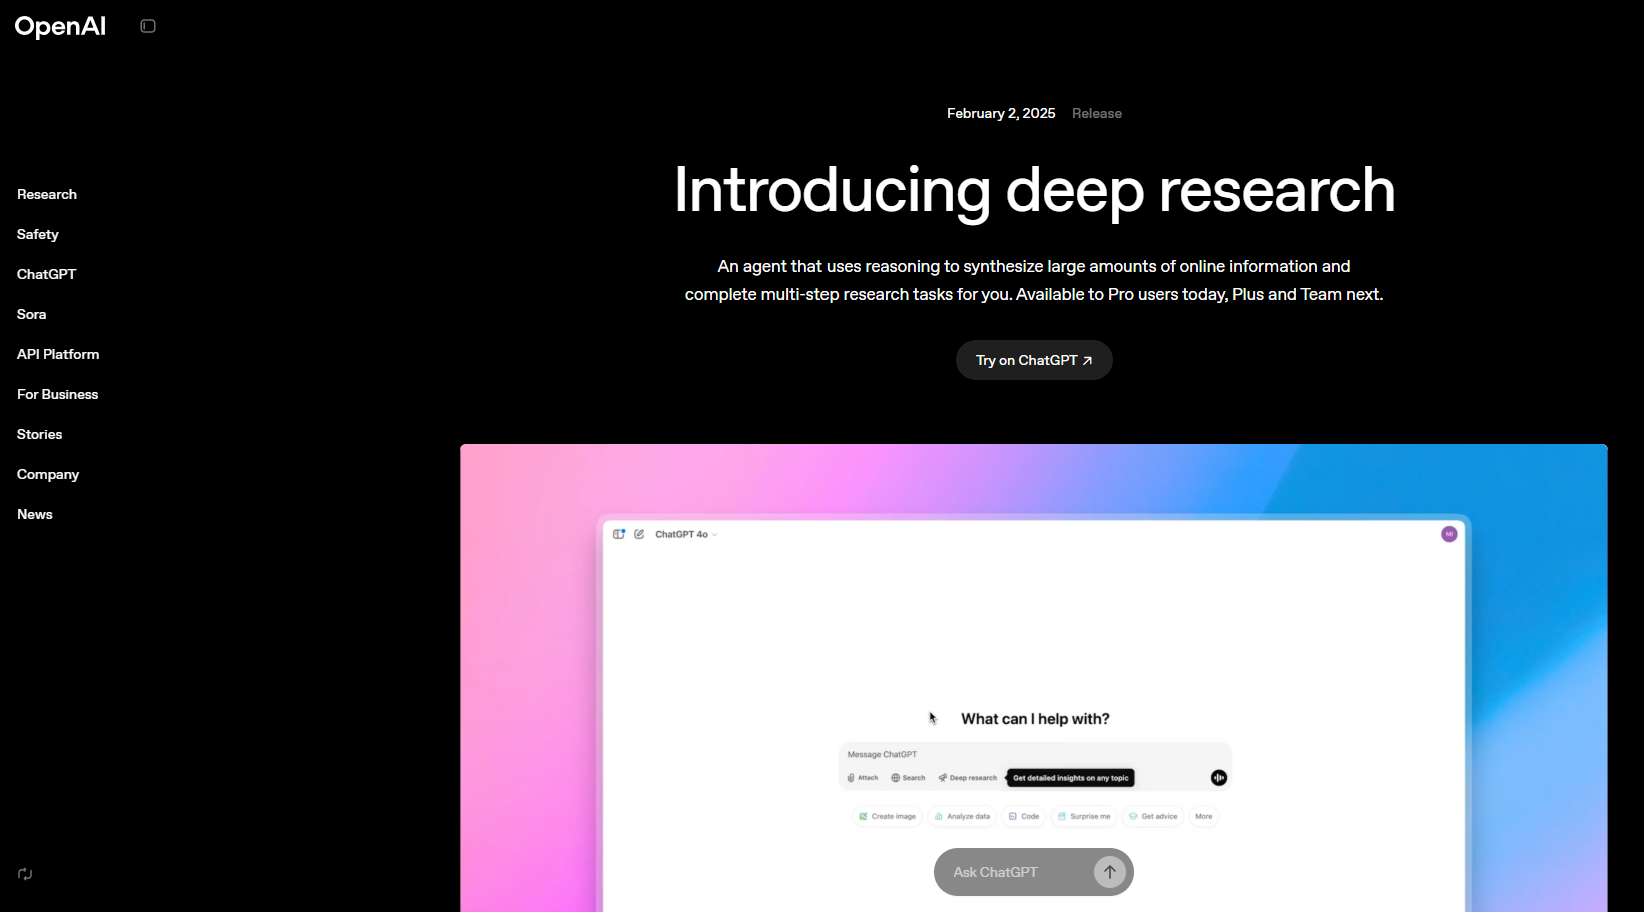 OpenAI
February 2, 2025 Release
Introducing deep research
An agent that uses reasoning to synthesize large amounts of online information and
complete multi-step research tasks for you. Available to Pro users today, Plus and Team next.
Try on ChatGPT ↗
Research
Safety
ChatGPT
Sora
API Platform
For Business
Stories
Company
News
ChatGPT 4o
MI
What can I help with?
Message ChatGPT
Attach Search Deep research Get detailed insights on any topic
Create image Analyze data Code Surprise me Get advice More
Ask ChatGPT